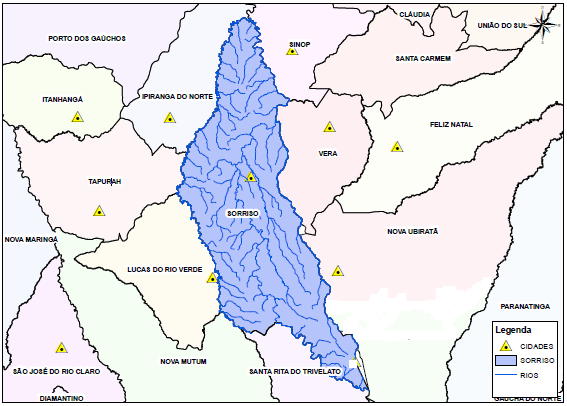 CLÁUDIA
UNIÃO DO SUL
PORTO DOS GAÚCHOS
SINOP
SANTA CARMEM
ITANHANGÁ
IPIRANGA DO NORTE
FELIZ NATAL
VERA
TAPURAH
SORRISO
NOVA UBIRATÃ
NOVA MARINGÁ
LUCAS DO RIO VERDE
PARANATINGA
Legenda
CIDADES
SORRISO
RIOS
NOVA MUTUM
SANTA RITA DO TRIVELATO
SÃO JOSÉ DO RIO CLARO
DIAMANTINO
GAÚCHA DO NORTE